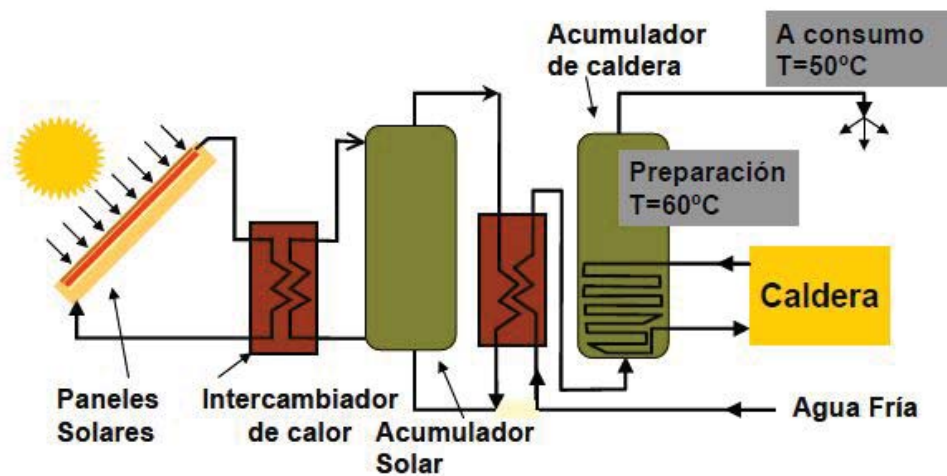 Acumulador
de caldera
A consumo
T=50ºC
Preparación
T=60ºC
Caldera
Paneles
Solares
Intercambiador
de calor
Acumulador
Solar
Agua Fría